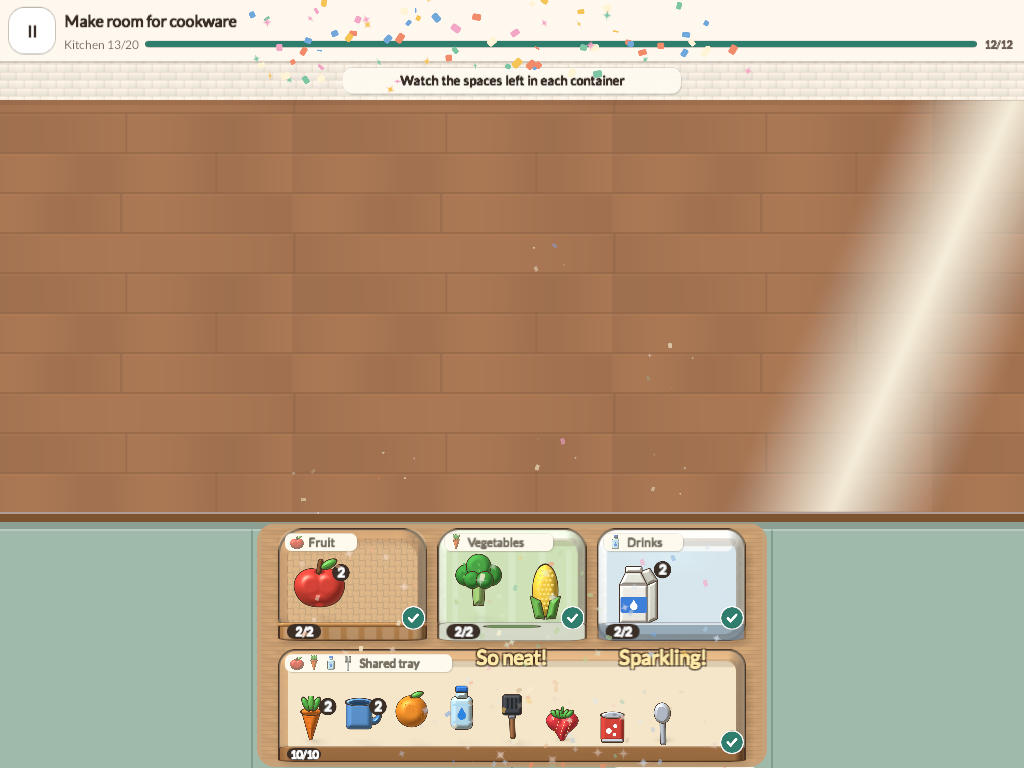 Make room for cookware
Kitchen 13/20
12/12
Watch the spaces left in each container
Fruit
Vegetables
Drinks
2
2
2/2
2/2
2/2
Shared tray
So neat!
Sparkling!
2
2
10/10